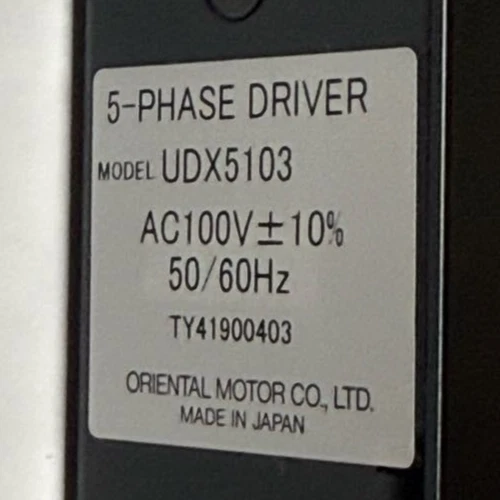 5-PHASE DRIVER
MODEL UDX5103
AC100V±10%
50/60Hz
TY41900403
ORIENTAL MOTOR CO., LTD.
MADE IN JAPAN